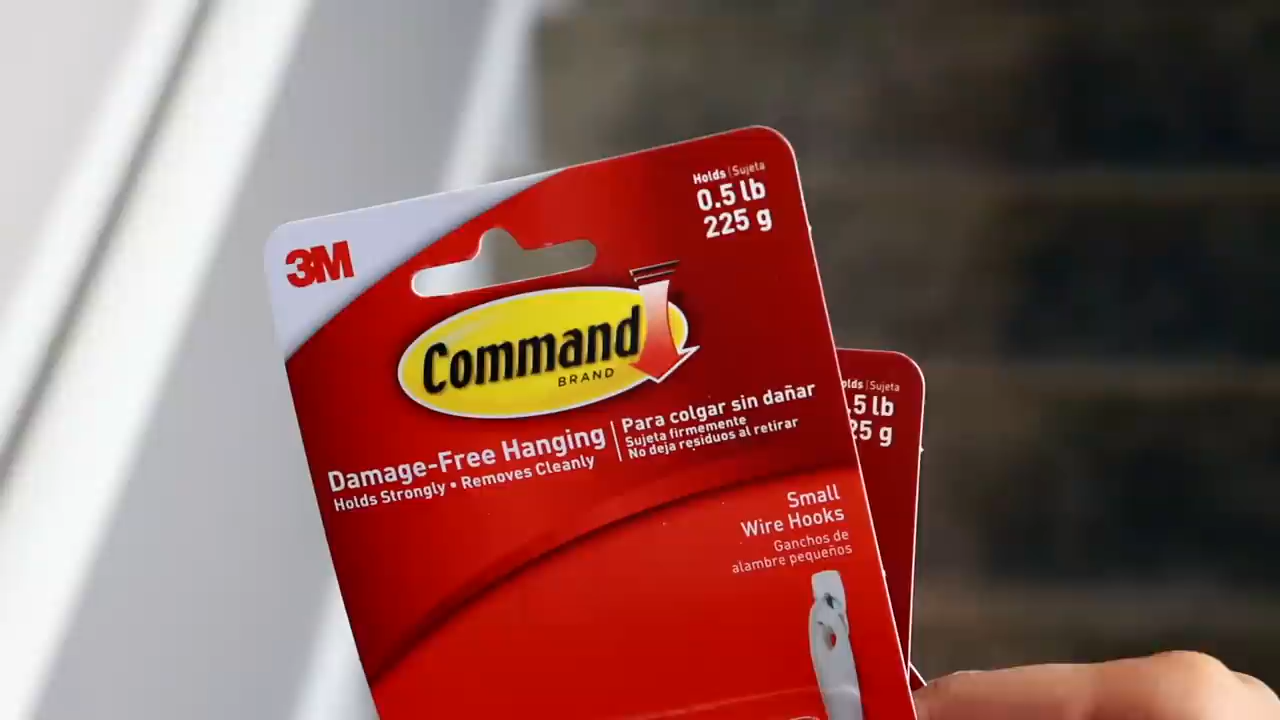 3M
Holds | Sujeta
0.5 lb
225 g
Command
BRAND
Damage-Free Hanging
Holds Strongly • Removes Cleanly
Para colgar sin dañar
Sujeta firmemente
No deja residuos al retirar
Small
Wire Hooks
Ganchos de
alambre pequeños
olds | Sujeta
.5 lb
25 g